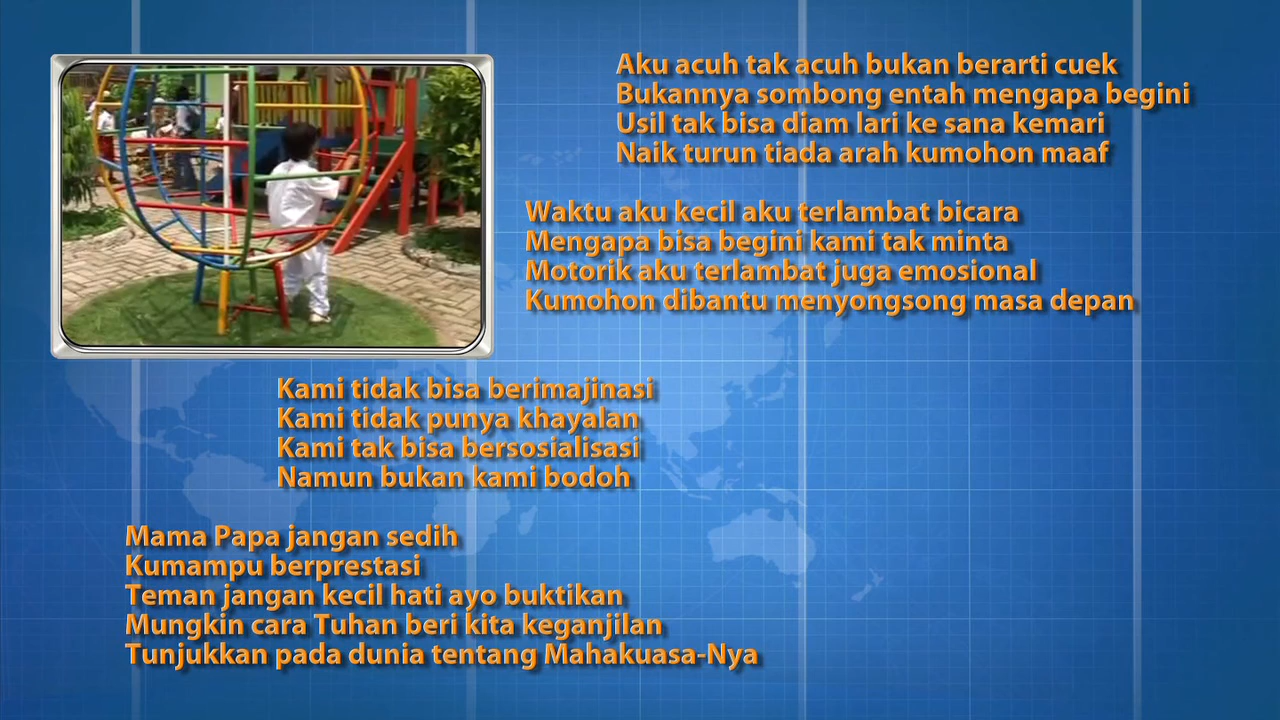 Aku acuh tak acuh bukan berarti cuek
Bukannya sombong entah mengapa begini
Usil tak bisa diam lari ke sana kemari
Naik turun tiada arah kumohon maaf
Waktu aku kecil aku terlambat bicara
Mengapa bisa begini kami tak minta
Motorik aku terlambat juga emosional
Kumohon dibantu menyongsong masa depan
Kami tidak bisa berimajinasi
Kami tidak punya khayalan
Kami tak bisa bersosialisasi
Namun bukan kami bodoh
Mama Papa jangan sedih
Kumampu berprestasi
Teman jangan kecil hati ayo buktikan
Mungkin cara Tuhan beri kita keganjilan
Tunjukkan pada dunia tentang Mahakuasa-Nya